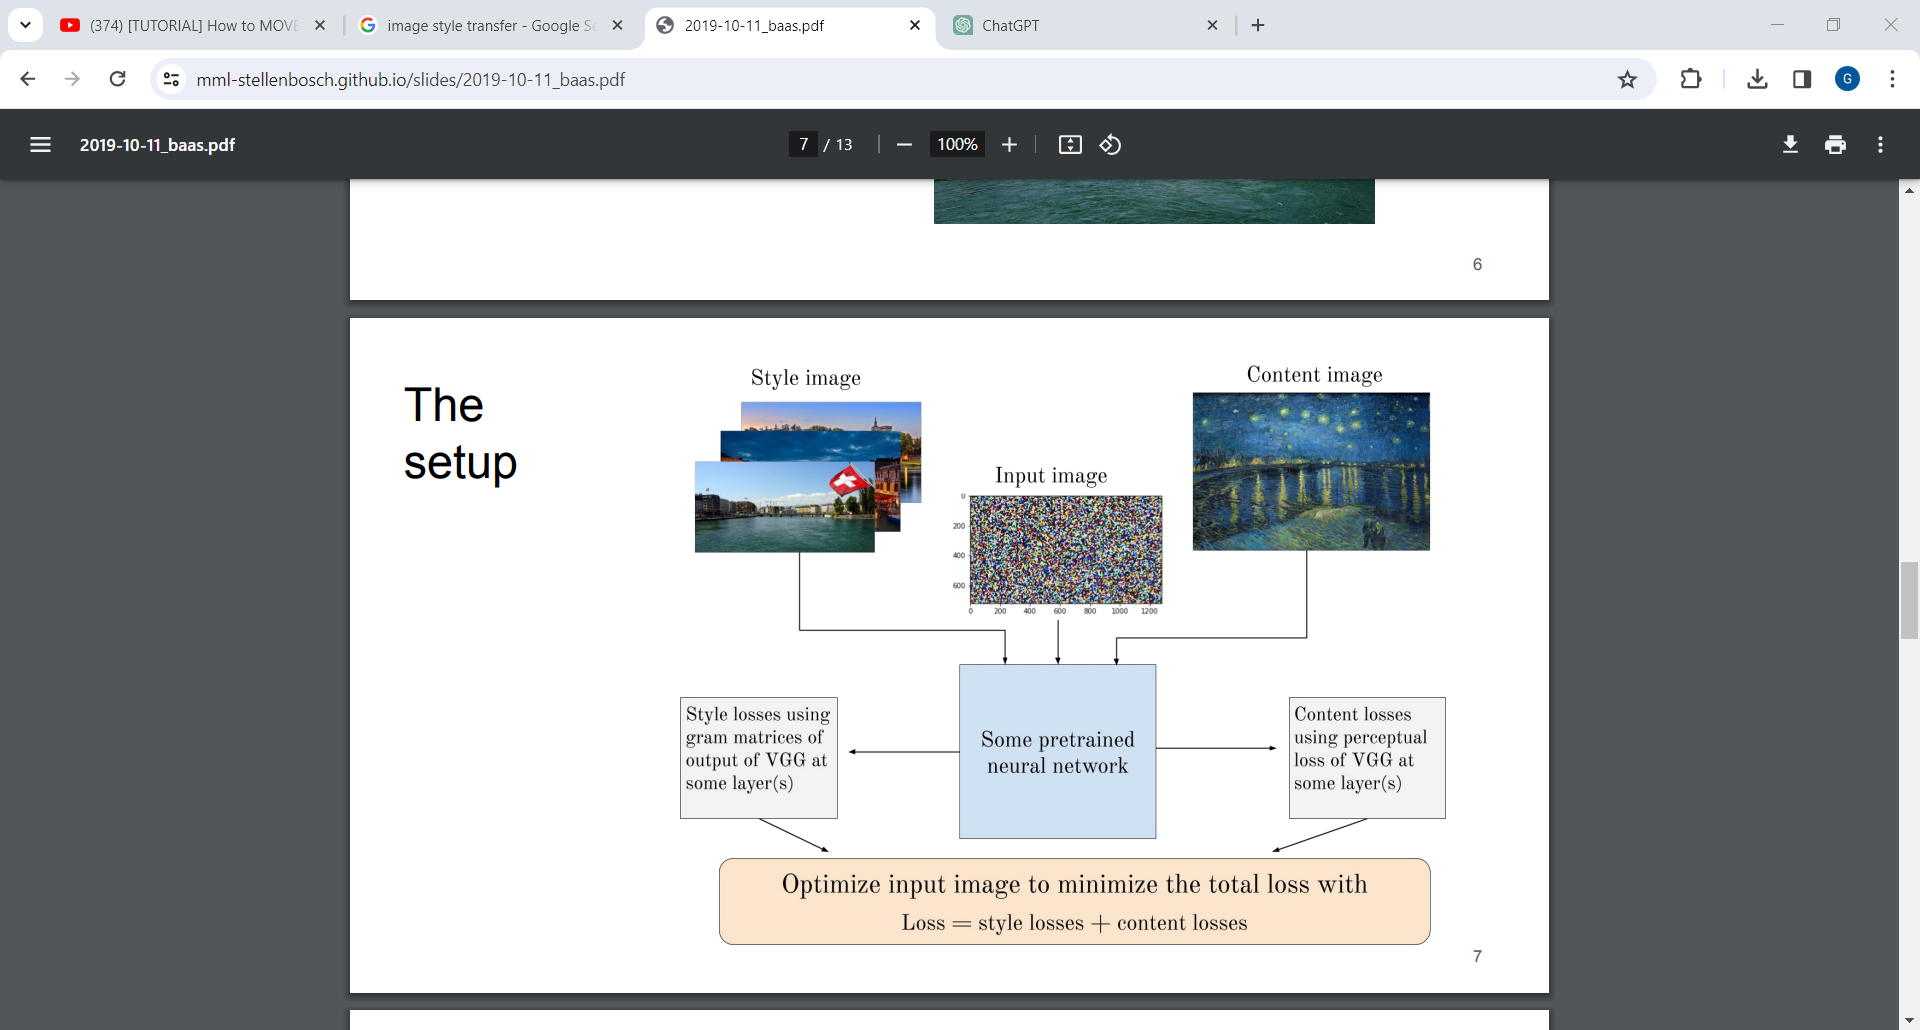 (374) [TUTORIAL] How to MOVE
image style transfer - Google Se
2019-10-11_baas.pdf
ChatGPT
mml-stellenbosch.github.io/slides/2019-10-11_baas.pdf
G
2019-10-11_baas.pdf
7 / 13
100%
6
The
setup
Style image
Content image
Input image
0
200
400
600
0 200 400 600 800 1000 1200
Style losses using
gram matrices of
output of VGG at
some layer(s)
Some pretrained
neural network
Content losses
using perceptual
loss of VGG at
some layer(s)
Optimize input image to minimize the total loss with
Loss = style losses + content losses
7